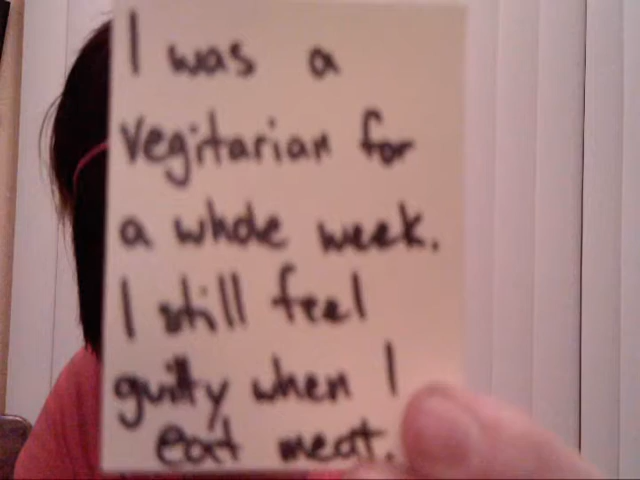 I was a
vegitarian for
a whole week.
I still feel
guilty when I
eat meat.